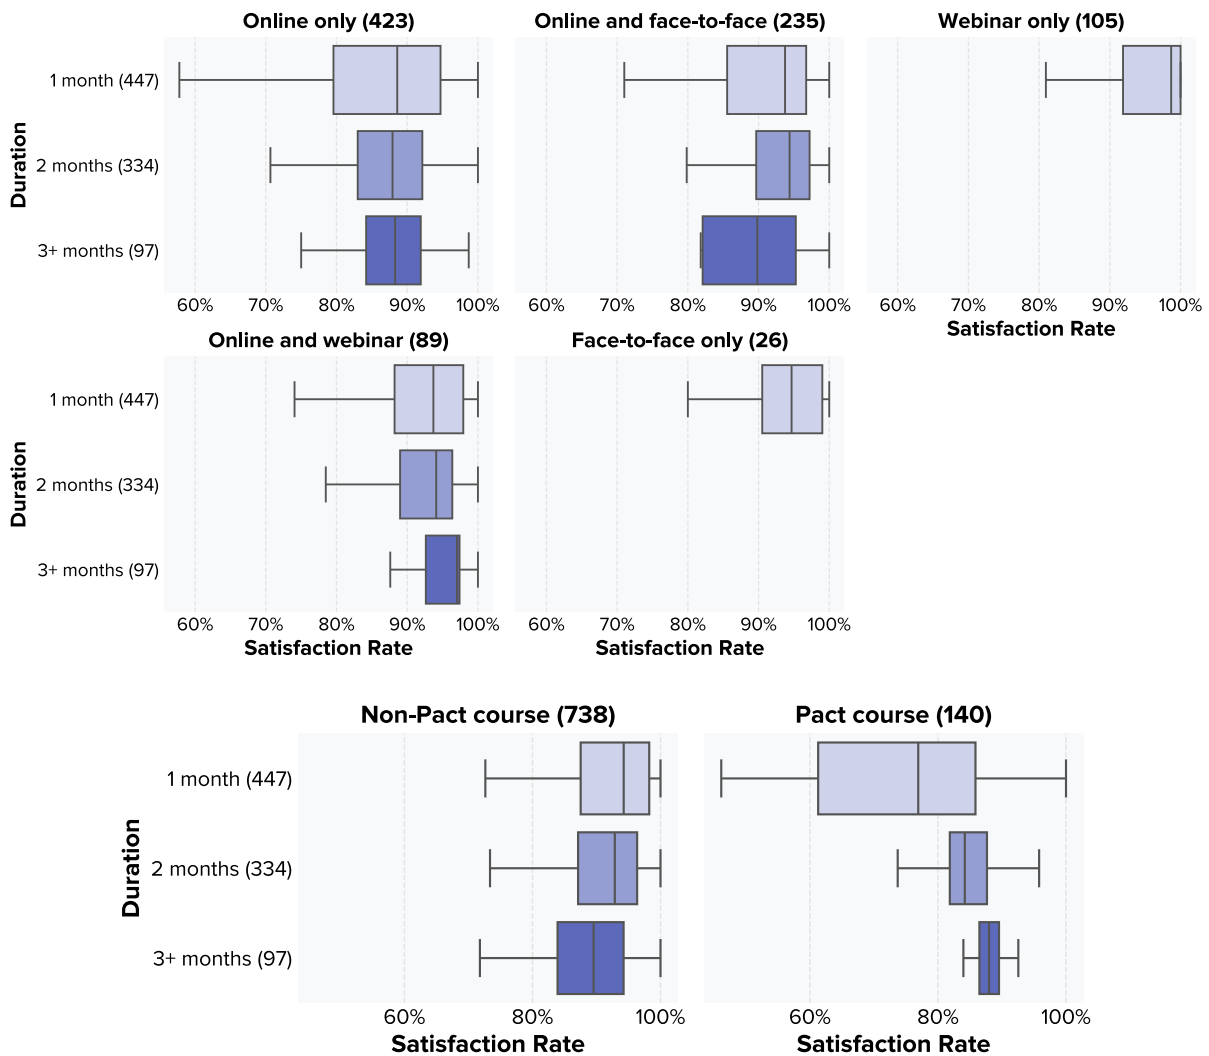 Online only (423)
Online and face-to-face (235)
Webinar only (105)
Duration
1 month (447)
2 months (334)
3+ months (97)
60% 70% 80% 90% 100%
60% 70% 80% 90% 100%
60% 70% 80% 90% 100%
Satisfaction Rate
Online and webinar (89)
Face-to-face only (26)
Duration
1 month (447)
2 months (334)
3+ months (97)
60% 70% 80% 90% 100%
60% 70% 80% 90% 100%
Satisfaction Rate
Satisfaction Rate
Non-Pact course (738)
Pact course (140)
Duration
1 month (447)
2 months (334)
3+ months (97)
60% 80% 100%
60% 80% 100%
Satisfaction Rate
Satisfaction Rate